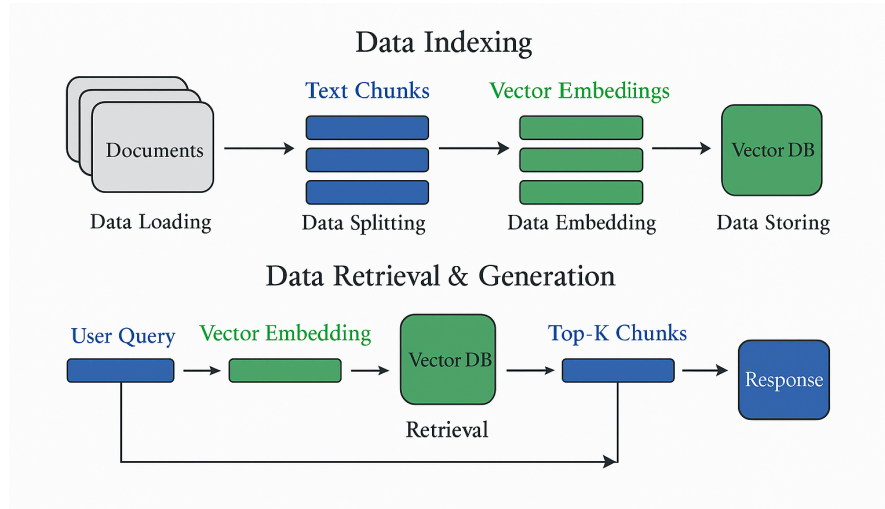 Data Indexing
Text Chunks
Vector Embediings
Documents
Vector DB
Data Loading
Data Splitting
Data Embedding
Data Storing
Data Retrieval & Generation
User Query
Vector Embedding
Vector DB
Top-K Chunks
Response
Retrieval